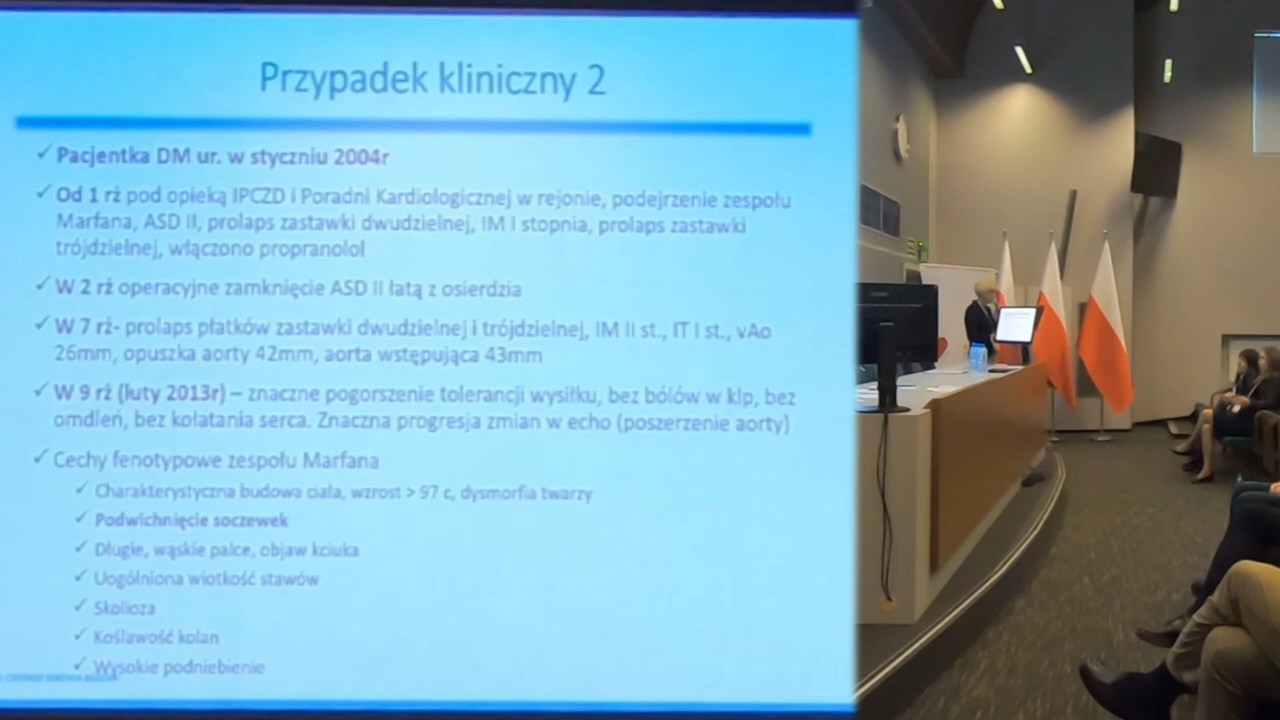 Przypadek kliniczny 2
✓ Pacjentka DM ur. w styczniu 2004r
✓ Od 1 rż pod opieką IPCZD i Poradni Kardiologicznej w rejonie, podejrzenie zespołu
Marfana, ASD II, prolaps zastawki dwudzielnej, IM I stopnia, prolaps zastawki
trójdzielnej, włączono propranolol
✓ W 2 rż operacyjne zamknięcie ASD II łatą z osierdzia
✓ W 7 rż- prolaps płatków zastawki dwudzielnej i trójdzielnej, IM II st., IT I st., vAo
26mm, opuszka aorty 42mm, aorta wstępująca 43mm
✓ W 9 rż (luty 2013r) – znaczne pogorszenie tolerancji wysiłku, bez bólów w klp, bez
omdleń, bez kołatania serca. Znaczna progresja zmian w echo (poszerzenie aorty)
✓ Cechy fenotypowe zespołu Marfana
✓ Charakterystyczna budowa ciała, wzrost > 97 c, dysmorfia twarzy
✓ Podwichnięcie soczewek
✓ Długie, wąskie palce, objaw kciuka
✓ Uogólniona wiotkość stawów
✓ Skolioza
✓ Koślawość kolan
✓ Wysokie podniebienie